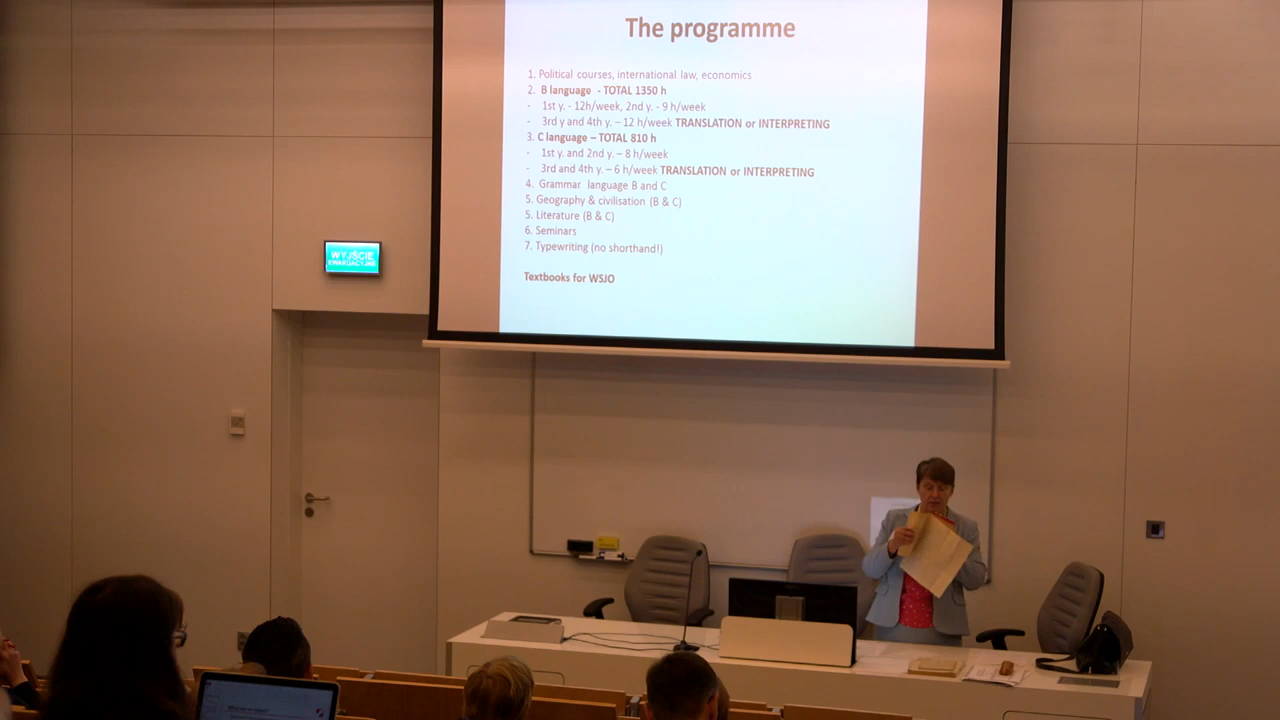 The programme
1. Political courses, international law, economics
2. B language - TOTAL 1350 h
- 1st y. - 12h/week, 2nd y. - 9 h/week
- 3rd y and 4th y. – 12 h/week TRANSLATION or INTERPRETING
3. C language – TOTAL 810 h
- 1st y. and 2nd y. – 8 h/week
- 3rd and 4th y. – 6 h/week TRANSLATION or INTERPRETING
4. Grammar language B and C
5. Geography & civilisation (B & C)
5. Literature (B & C)
6. Seminars
7. Typewriting (no shorthand!)
Textbooks for WSJO
WYJŚCIE
EWAKUACYJNE